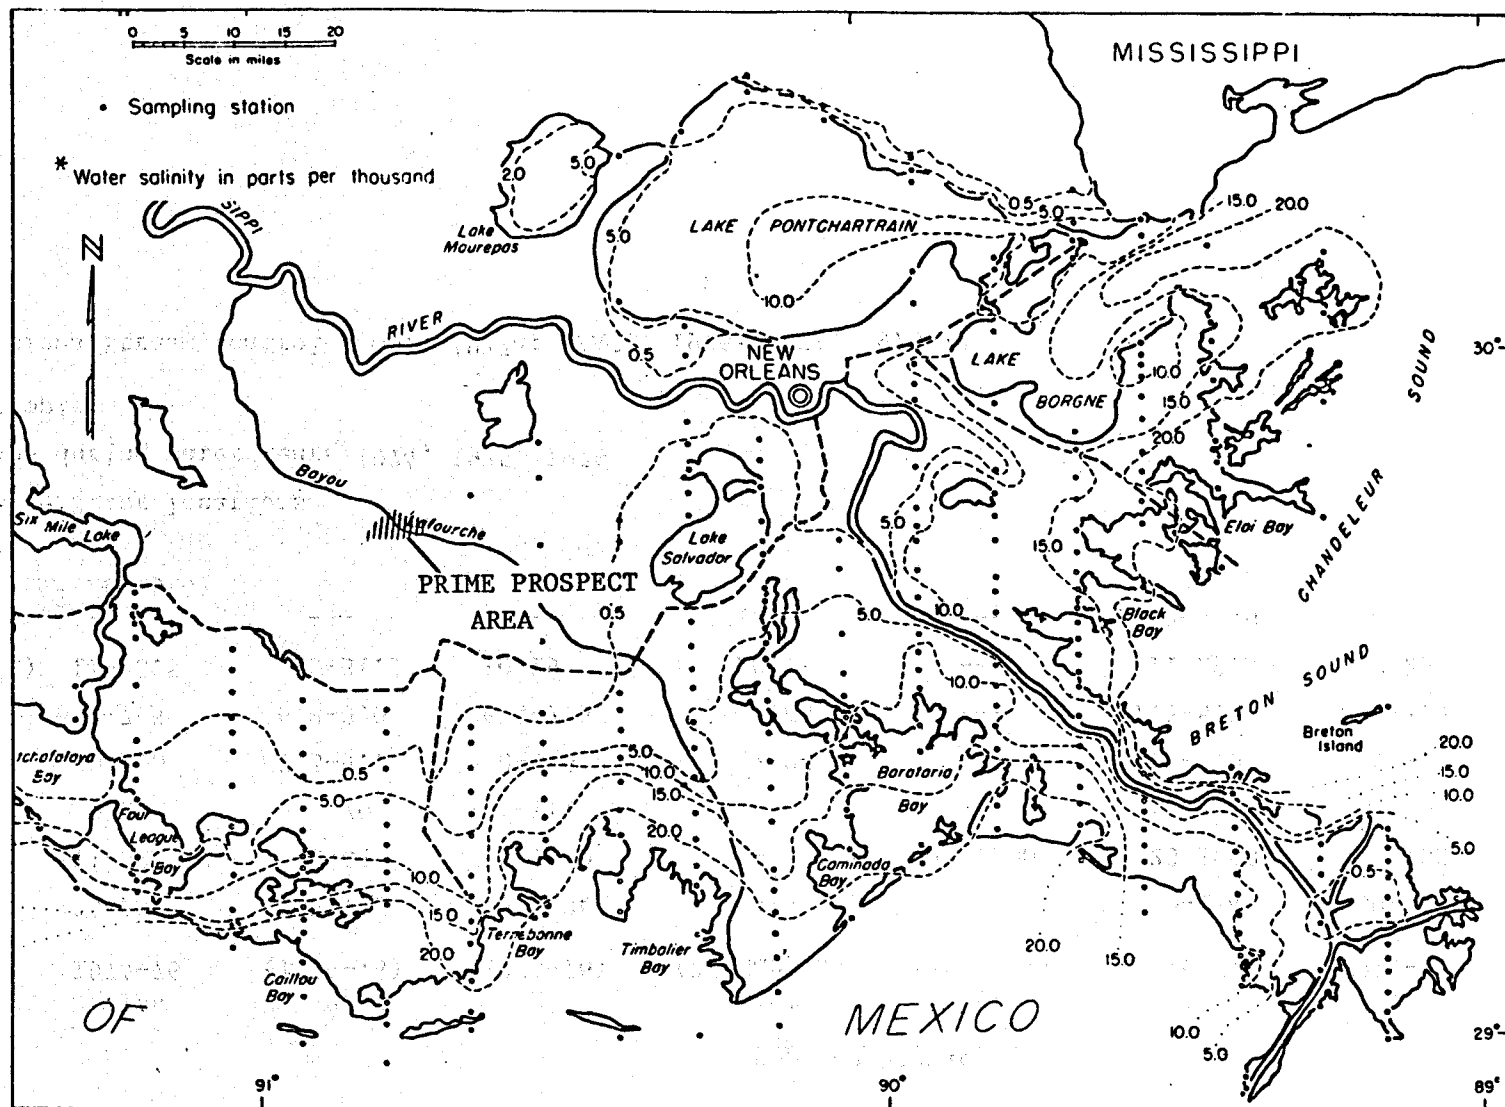 0 5 10 15 20
Scale in miles
MISSISSIPPI
• Sampling station
* Water salinity in parts per thousand
SIPPI
N
2.0
5.0
Lake
Maurepas
LAKE PONTCHARTRAIN
5.0
10.0
0.5
5.0
15.0
20.0
RIVER
0.5
NEW
ORLEANS
LAKE
BORGNE
10.0
15.0
20.0
30°
SOUND
CHANDELEUR
Bayou
Lafourche
Six Mile Lake
Lake
Salvador
5.0
15.0
Eloi Bay
PRIME PROSPECT
AREA
0.5
5.0
10.0
Black
Bay
10.0
BRETON SOUND
Breton
Island
tchafalaya
Bay
0.5
5.0
5.0
10.0
15.0
20.0
Barataria
Bay
20.0
15.0
10.0
5.0
Four
League
Bay
Caminada
Bay
0.5
10.0
15.0
20.0
Terrebonne
Bay
Timbalier
Bay
20.0
15.0
Caillou
Bay
OF
MEXICO
10.0
5.0
29°
91°
90°
89°